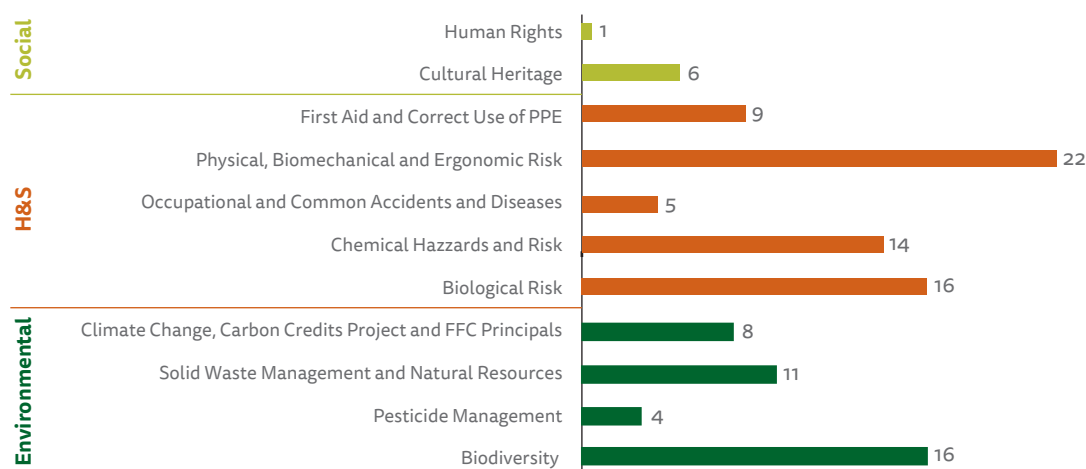 Social
Human Rights 1
Cultural Heritage 6
H&S
First Aid and Correct Use of PPE 9
Physical, Biomechanical and Ergonomic Risk 22
Occupational and Common Accidents and Diseases 5
Chemical Hazzards and Risk 14
Biological Risk 16
Environmental
Climate Change, Carbon Credits Project and FFC Principals 8
Solid Waste Management and Natural Resources 11
Pesticide Management 4
Biodiversity 16